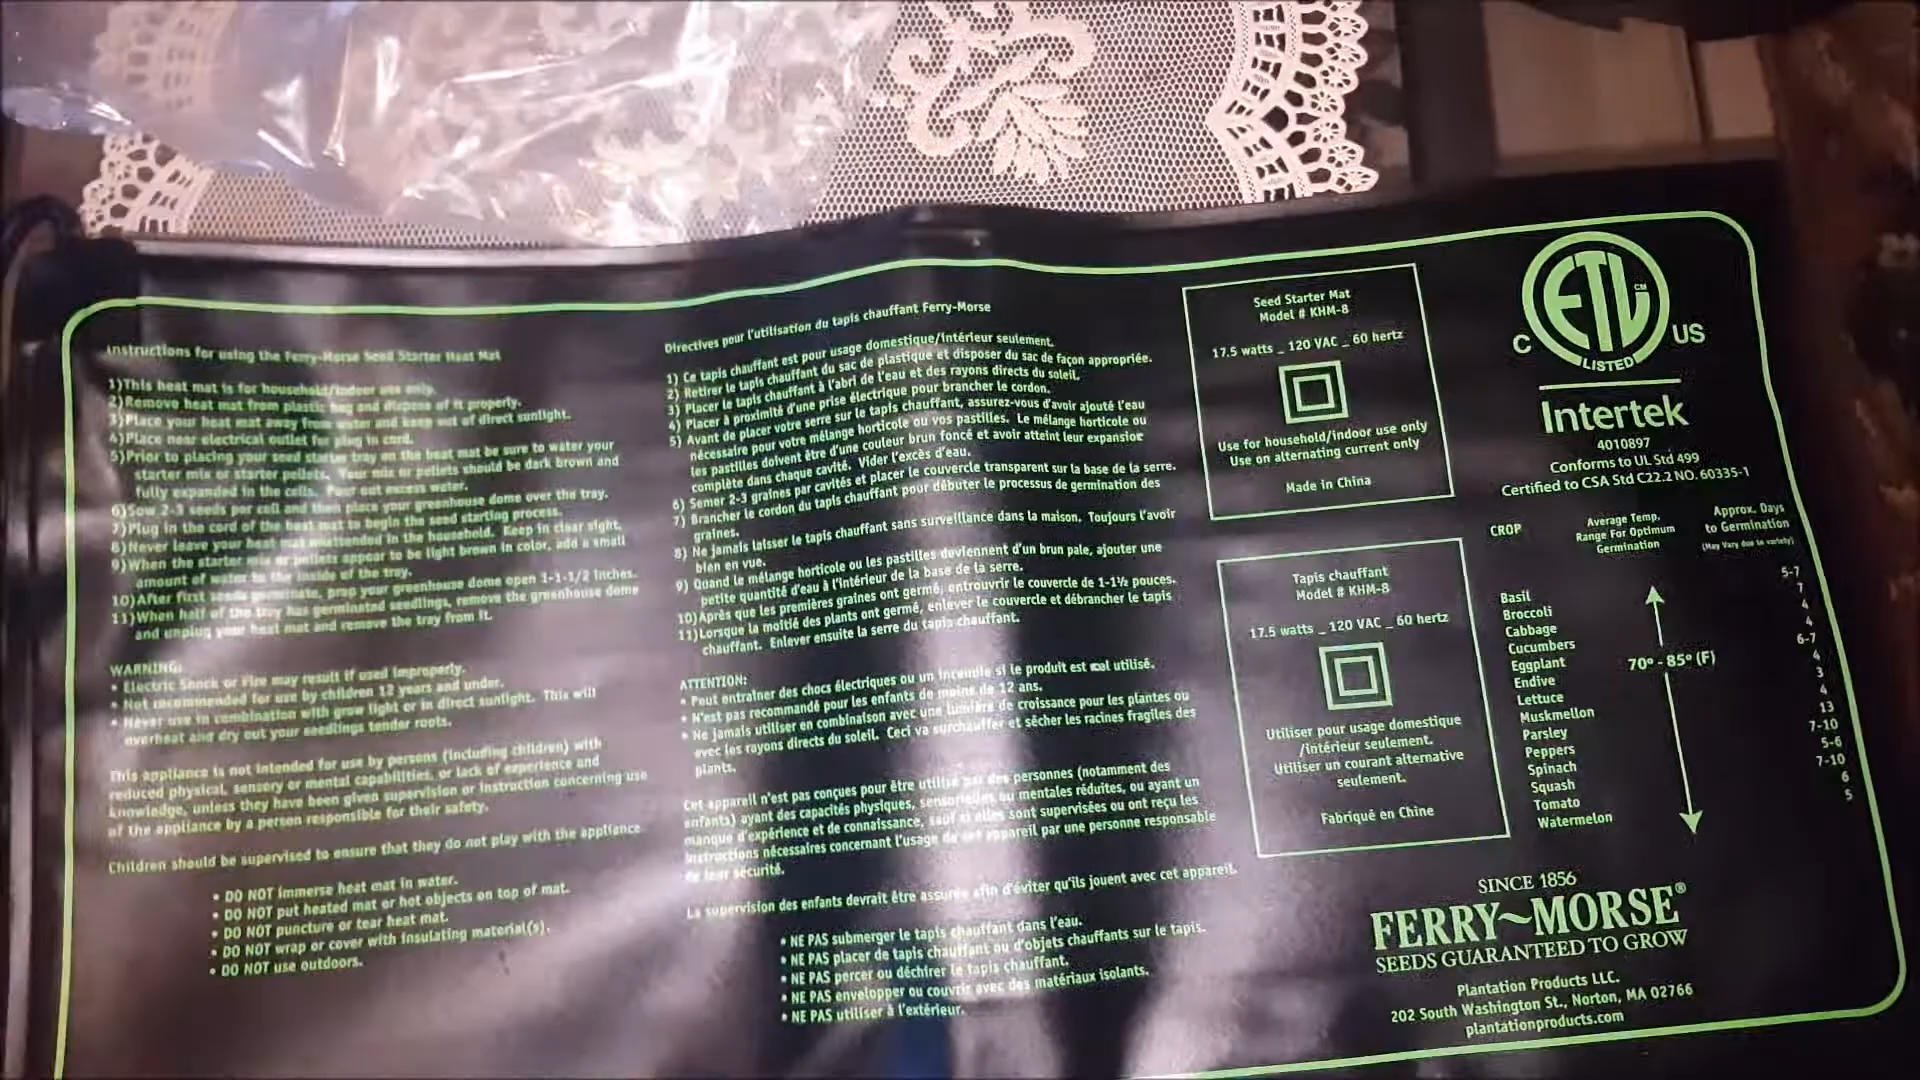 Instructions for using the Ferry-Morse Seed Starter Heat Mat
1)This heat mat is for household/indoor use only.
2)Remove heat mat from plastic bag and dispose of it properly.
3)Place your heat mat away from water and keep out of direct sunlight.
4)Place near electrical outlet for plug in cord.
5)Prior to placing your seed starter tray on the heat mat be sure to water your
starter mix or starter pellets. Your mix or pellets should be dark brown and
fully expanded in the cells. Pour out excess water.
6)Sow 2-3 seeds per cell and then place your greenhouse dome over the tray.
7)Plug in the cord of the heat mat to begin the seed starting process.
8)Never leave your heat mat unattended in the household. Keep in clear sight.
9)When the starter mix or pellets appear to be light brown in color, add a small
amount of water to the inside of the tray.
10)After first seeds germinate, prop your greenhouse dome open 1-1-1/2 inches.
11)When half of the tray has germinated seedlings, remove the greenhouse dome
and unplug your heat mat and remove the tray from it.
WARNING:
• Electric Shock or Fire may result if used improperly.
• Not recommended for use by children 12 years and under.
• Never use in combination with grow light or in direct sunlight. This will
overheat and dry out your seedlings tender roots.
This appliance is not intended for use by persons (including children) with
reduced physical, sensory or mental capabilities, or lack of experience and
knowledge, unless they have been given supervision or instruction concerning use
of the appliance by a person responsible for their safety.
Children should be supervised to ensure that they do not play with the appliance
• DO NOT immerse heat mat in water.
• DO NOT put heated mat or hot objects on top of mat.
• DO NOT puncture or tear heat mat.
• DO NOT wrap or cover with insulating material(s).
• DO NOT use outdoors.
Directives pour l'utilisation du tapis chauffant Ferry-Morse
1) Ce tapis chauffant est pour usage domestique/intérieur seulement.
2) Retirer le tapis chauffant du sac de plastique et disposer du sac de façon appropriée.
3) Placer le tapis chauffant à l'abri de l'eau et des rayons directs du soleil.
4) Placer à proximité d'une prise électrique pour brancher le cordon.
5) Avant de placer votre serre sur le tapis chauffant, assurez-vous d'avoir ajouté l'eau
nécessaire pour votre mélange horticole ou vos pastilles. Le mélange horticole ou
les pastilles doivent être d'une couleur brun foncé et avoir atteint leur expansion
complète dans chaque cavité. Vider l'excès d'eau.
6) Semer 2-3 graines par cavités et placer le couvercle transparent sur la base de la serre.
7) Brancher le cordon du tapis chauffant pour débuter le processus de germination des
graines.
8) Ne jamais laisser le tapis chauffant sans surveillance dans la maison. Toujours l'avoir
bien en vue.
9) Quand le mélange horticole ou les pastilles deviennent d'un brun pale, ajouter une
petite quantité d'eau à l'intérieur de la base de la serre.
10)Après que les premières graines ont germé, entrouvrir le couvercle de 1-1½ pouces.
11)Lorsque la moitié des plants ont germé, enlever le couvercle et débrancher le tapis
chauffant. Enlever ensuite la serre du tapis chauffant.
ATTENTION:
• Peut entraîner des chocs électriques ou un incendie si le produit est mal utilisé.
• N'est pas recommandé pour les enfants de moins de 12 ans.
• Ne jamais utiliser en combinaison avec une lumière de croissance pour les plantes ou
avec les rayons directs du soleil. Ceci va surchauffer et sécher les racines fragiles des
plants.
Cet appareil n'est pas conçues pour être utilisé par des personnes (notamment des
enfants) ayant des capacités physiques, sensorielles ou mentales réduites, ou ayant un
manque d'expérience et de connaissance, sauf si elles sont supervisées ou ont reçu les
instructions nécessaires concernant l'usage de cet appareil par une personne responsable
de leur sécurité.
La supervision des enfants devrait être assurée afin d'éviter qu'ils jouent avec cet appareil.
• NE PAS submerger le tapis chauffant dans l'eau.
• NE PAS placer de tapis chauffant ou d'objets chauffants sur le tapis.
• NE PAS percer ou déchirer le tapis chauffant.
• NE PAS envelopper ou couvrir avec des matériaux isolants.
• NE PAS utiliser à l'extérieur.
Seed Starter Mat
Model # KHM-8
17.5 watts _ 120 VAC _ 60 hertz
Use for household/indoor use only
Use on alternating current only
Made in China
Tapis chauffant
Model # KHM-8
17.5 watts _ 120 VAC _ 60 hertz
Utiliser pour usage domestique
/intérieur seulement.
Utiliser un courant alternative
seulement.
Fabriqué en Chine
ETL CM
C US
LISTED
Intertek
4010897
Conforms to UL Std 499
Certified to CSA Std C22.2 NO. 60335-1
CROP
Average Temp.
Range For Optimum
Germination
Approx. Days
to Germination
(May Vary due to variety)
Basil 5-7
Broccoli 7
Cabbage 4
Cucumbers 4
Eggplant 6-7
Endive 4
Lettuce 3
Muskmellon 4
Parsley 13
Peppers 7-10
Spinach 5-6
Squash 7-10
Tomato 6
Watermelon 5
70° - 85° (F)
SINCE 1856
FERRY~MORSE®
SEEDS GUARANTEED TO GROW
Plantation Products LLC.
202 South Washington St., Norton, MA 02766
plantationproducts.com